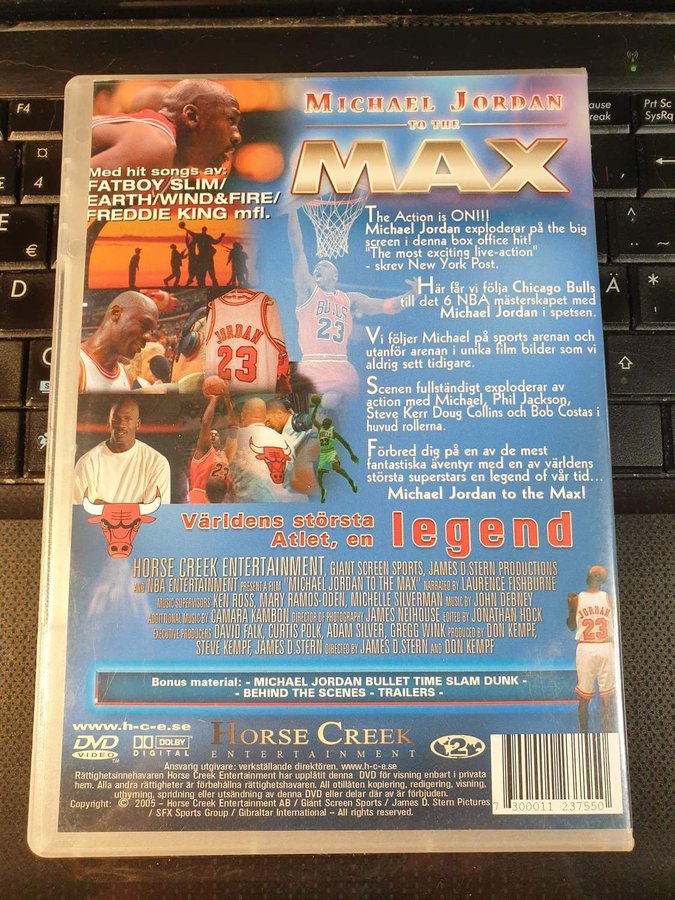 MICHAEL JORDAN
TO THE
MAX
Med hit songs av:
FATBOY SLIM/
EARTH/WIND&FIRE/
FREDDIE KING mfl.
The Action is ON!!!
Michael Jordan exploderar på the big
screen i denna box office hit!
"The most exciting live-action"
- skrev New York Post.
Här får vi följa Chicago Bulls
till det 6 NBA mästerskapet med
Michael Jordan i spetsen.
Vi följer Michael på sports arenan och
utanför arenan i unika film bilder som vi
aldrig sett tidigare.
Scenen fullständigt exploderar av
action med Michael, Phil Jackson,
Steve Kerr Doug Collins och Bob Costas i
huvud rollerna.
Förbred dig på en av de mest
fantastiska äventyr med en av världens
största superstars en legend of vår tid...
Michael Jordan to the Max!
BULLS
23
JORDAN
23
23
Världens största
Atlet, en legend
HORSE CREEK ENTERTAINMENT, GIANT SCREEN SPORTS, JAMES D.STERN PRODUCTIONS
AND NBA ENTERTAINMENT PRESENT A FILM "MICHAEL JORDAN TO THE MAX" NARRATED BY LAURENCE FISHBURNE
MUSIC SUPERVISORS KEN ROSS, MARY RAMOS-ODEN, MICHELLE SILVERMAN MUSIC BY JOHN DEBNEY
ADDITIONAL MUSIC BY CAMARA KAMBON DIRECTOR OF PHOTOGRAPHY JAMES NEIHOUSE EDITED BY JONATHAN HOCK
EXECUTIVE PRODUCERS DAVID FALK, CURTIS POLK, ADAM SILVER, GREGG WINK PRODUCED BY DON KEMPF,
STEVE KEMPF, JAMES D.STERN DIRECTED BY JAMES D.STERN AND DON KEMPF
JORDAN
23
Bonus material: - MICHAEL JORDAN BULLET TIME SLAM DUNK -
- BEHIND THE SCENES - TRAILERS -
www.h-c-e.se
DVD
VIDEO
DOLBY
DIGITAL
HORSE CREEK
ENTERTAINMENT
2
Ansvarig utgivare: verkställande direktören. www.h-c-e.se
Rättighetsinnehavaren Horse Creek Entertainment har upplåtit denna DVD för visning enbart i privata
hem. Alla andra rättigheter är förbehållna rättighetshavaren. All otillåten kopiering, redigering, visning,
uthyrning, spridning eller utsändning av denna DVD eller delar där av är förbjuden.
Copyright: © 2005 - Horse Creek Entertainment AB / Giant Screen Sports / James D. Stern Pictures
/ SFX Sports Group / Gibraltar International – All rights reserved.
7 300011 237550
F4
Prt Sc
SysRq